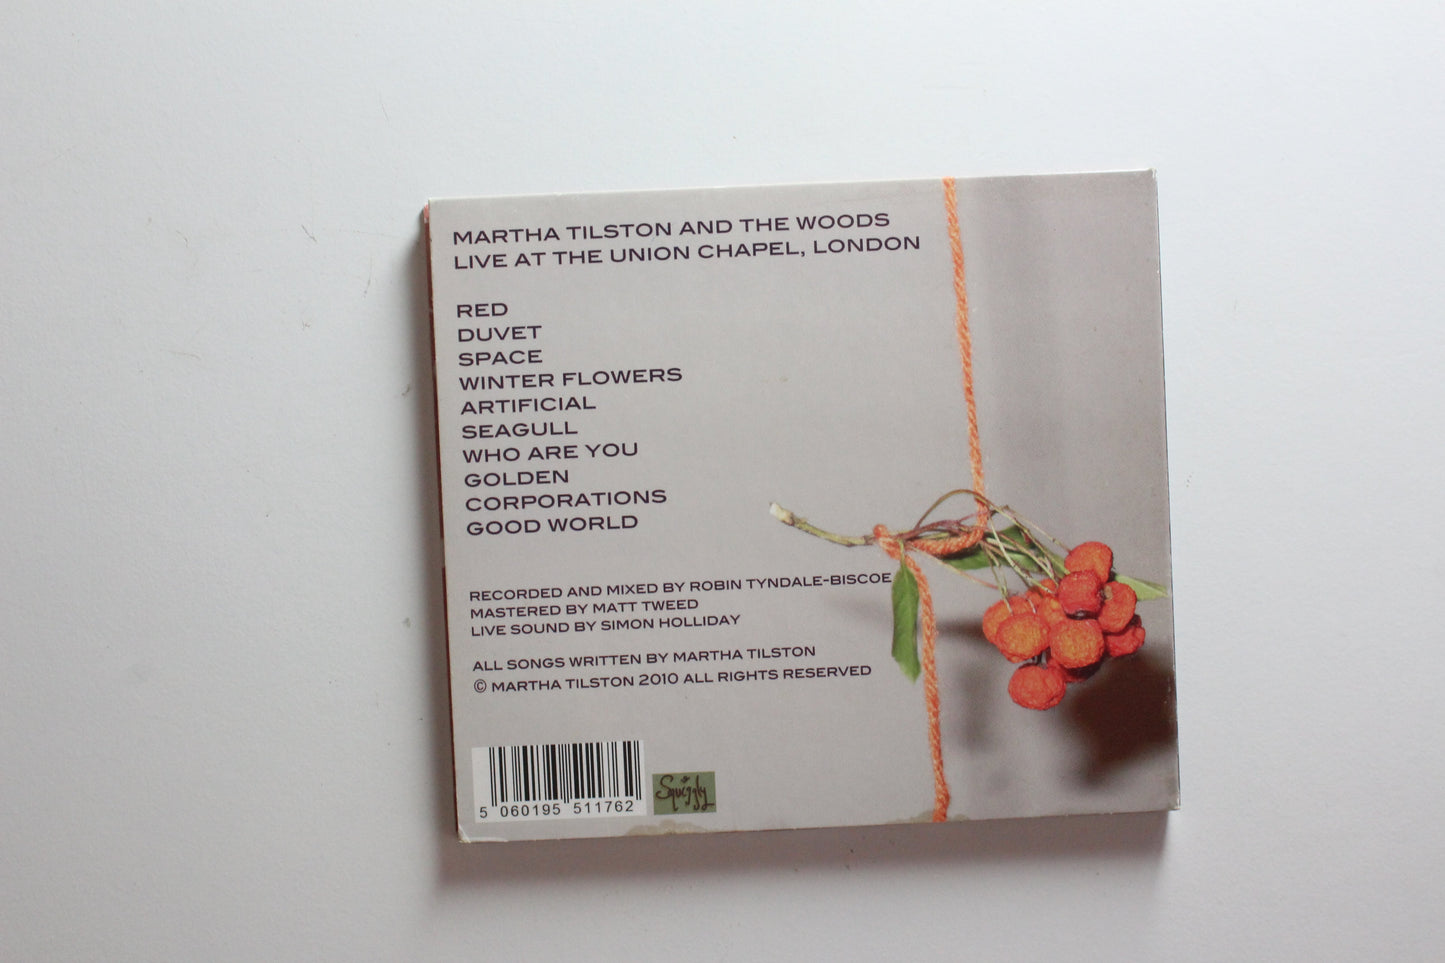 MARTHA TILSTON AND THE WOODS
LIVE AT THE UNION CHAPEL, LONDON
RED
DUVET
SPACE
WINTER FLOWERS
ARTIFICIAL
SEAGULL
WHO ARE YOU
GOLDEN
CORPORATIONS
GOOD WORLD
RECORDED AND MIXED BY ROBIN TYNDALE-BISCOE
MASTERED BY MATT TWEED
LIVE SOUND BY SIMON HOLLIDAY
ALL SONGS WRITTEN BY MARTHA TILSTON
© MARTHA TILSTON 2010 ALL RIGHTS RESERVED
5 060195 511762
Squiggly